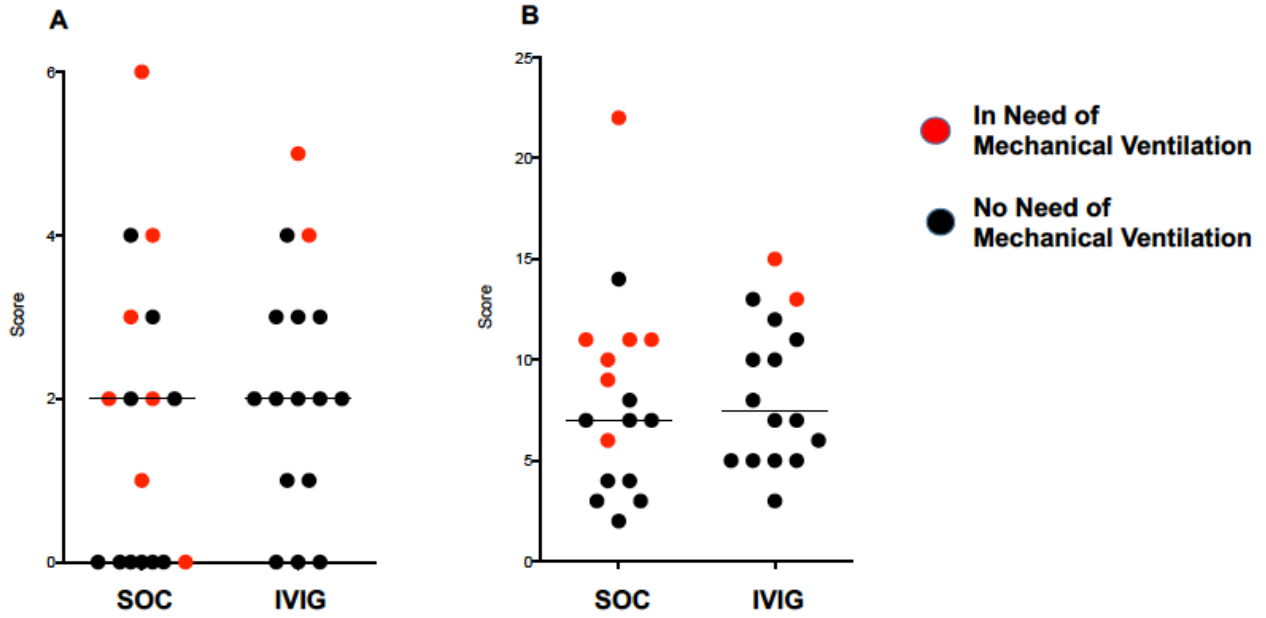 A
B
6
4
2
0
Score
SOC
IVIG
25
20
15
10
5
0
Score
SOC
IVIG
In Need of
Mechanical Ventilation
No Need of
Mechanical Ventilation